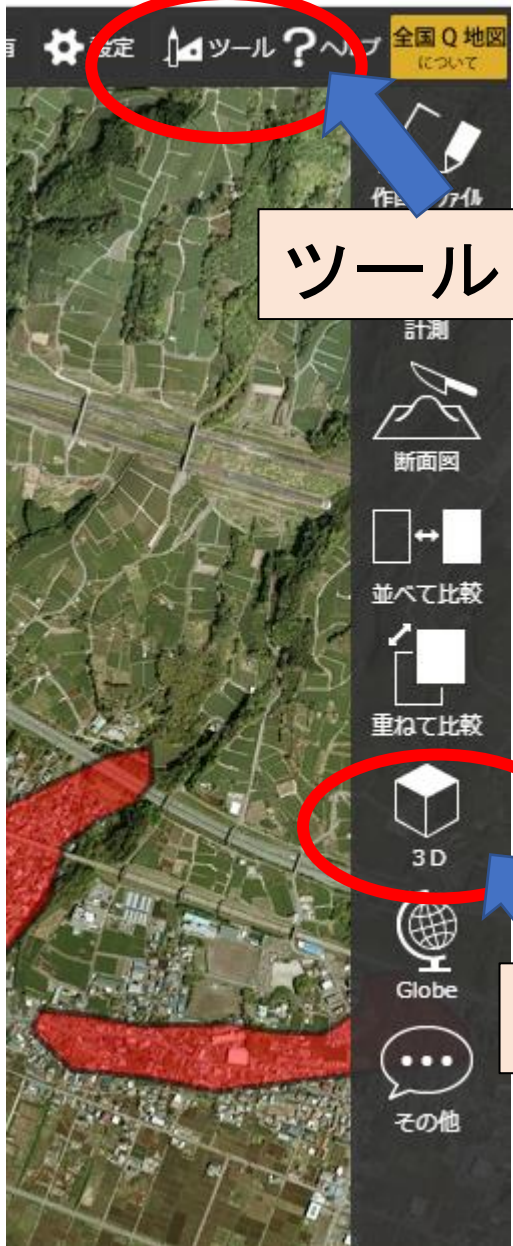 設定
ツール
ヘルプ
全国Q地図
について
ツール
計測
断面図
並べて比較
重ねて比較
3D
Globe
その他